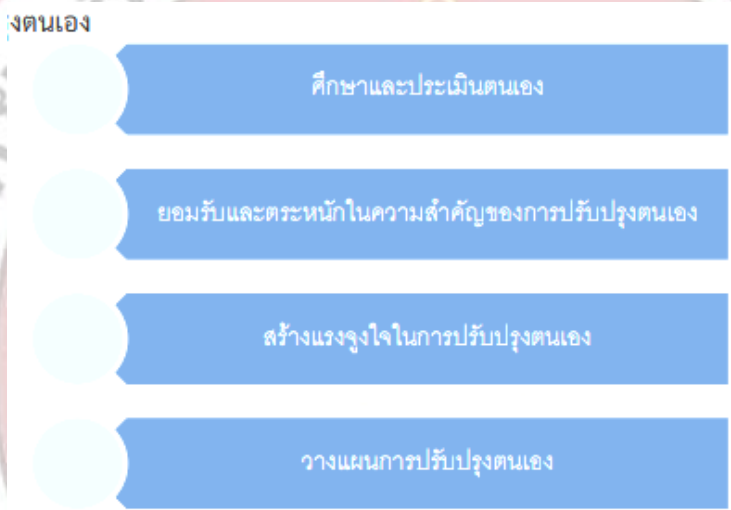 งตนเอง
ศึกษาและประเมินตนเอง
ยอมรับและตระหนักในความสำคัญของการปรับปรุงตนเอง
สร้างแรงจูงใจในการปรับปรุงตนเอง
วางแผนการปรับปรุงตนเอง